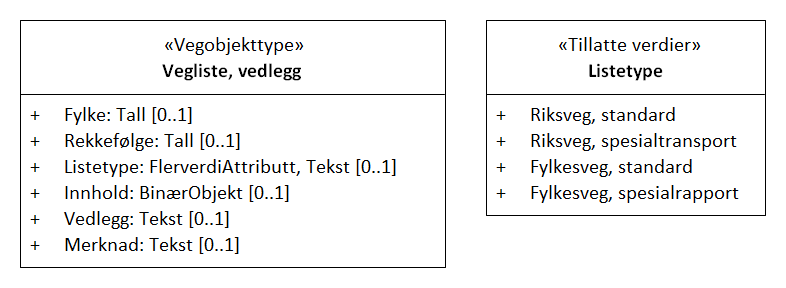 «Vegobjekttype»
Vegliste, vedlegg
+ Fylke: Tall [0..1]
+ Rekkefølge: Tall [0..1]
+ Listetype: FlerverdiAttributt, Tekst [0..1]
+ Innhold: BinærObjekt [0..1]
+ Vedlegg: Tekst [0..1]
+ Merknad: Tekst [0..1]
«Tillatte verdier»
Listetype
+ Riksveg, standard
+ Riksveg, spesialtransport
+ Fylkesveg, standard
+ Fylkesveg, spesialrapport